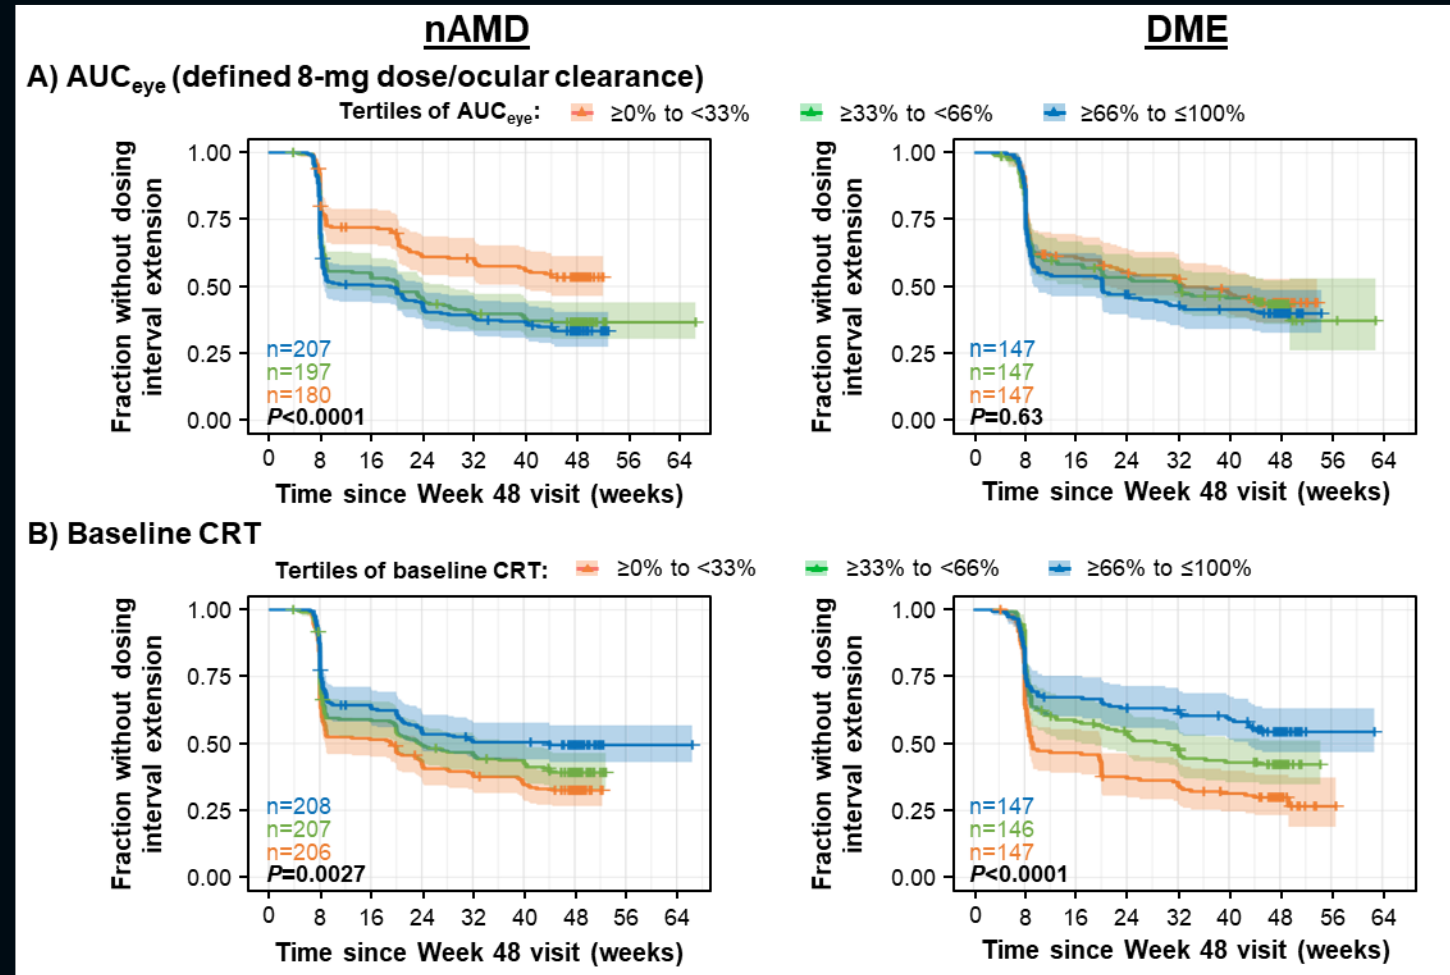 nAMD DME
A) AUCeye (defined 8-mg dose/ocular clearance)
Tertiles of AUCeye: ≥0% to <33% ≥33% to <66% ≥66% to ≤100%
Fraction without dosing
interval extension
1.00
0.75
0.50
0.25
0.00
n=207
n=197
n=180
P<0.0001
0 8 16 24 32 40 48 56 64
Time since Week 48 visit (weeks)
Fraction without dosing
interval extension
1.00
0.75
0.50
0.25
0.00
n=147
n=147
n=147
P=0.63
0 8 16 24 32 40 48 56 64
Time since Week 48 visit (weeks)
B) Baseline CRT
Tertiles of baseline CRT: ≥0% to <33% ≥33% to <66% ≥66% to ≤100%
Fraction without dosing
interval extension
1.00
0.75
0.50
0.25
0.00
n=208
n=207
n=206
P=0.0027
0 8 16 24 32 40 48 56 64
Time since Week 48 visit (weeks)
Fraction without dosing
interval extension
1.00
0.75
0.50
0.25
0.00
n=147
n=146
n=147
P<0.0001
0 8 16 24 32 40 48 56 64
Time since Week 48 visit (weeks)